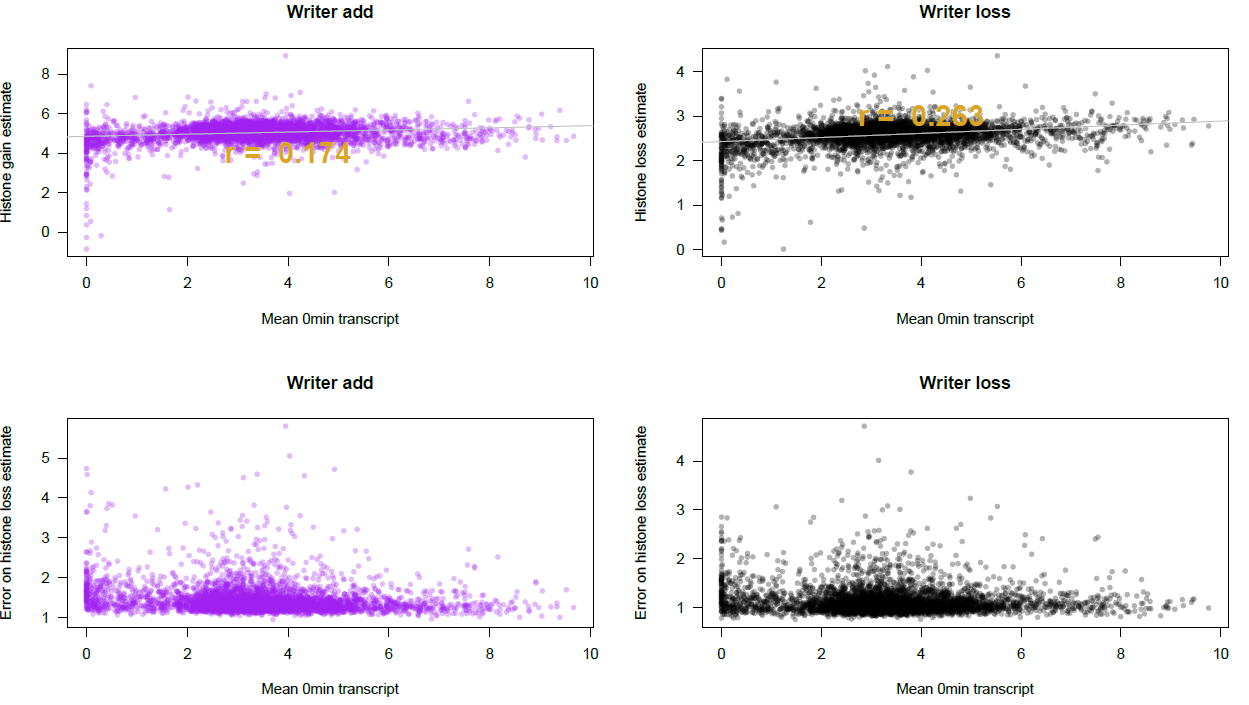 Writer add
Histone gain estimate
8
6
4
2
0
r = 0.174
0 2 4 6 8 10
Mean 0min transcript
Writer loss
Histone loss estimate
4
3
2
1
0
r = 0.263
0 2 4 6 8 10
Mean 0min transcript
Writer add
Error on histone loss estimate
5
4
3
2
1
0 2 4 6 8 10
Mean 0min transcript
Writer loss
Error on histone loss estimate
4
3
2
1
0 2 4 6 8 10
Mean 0min transcript